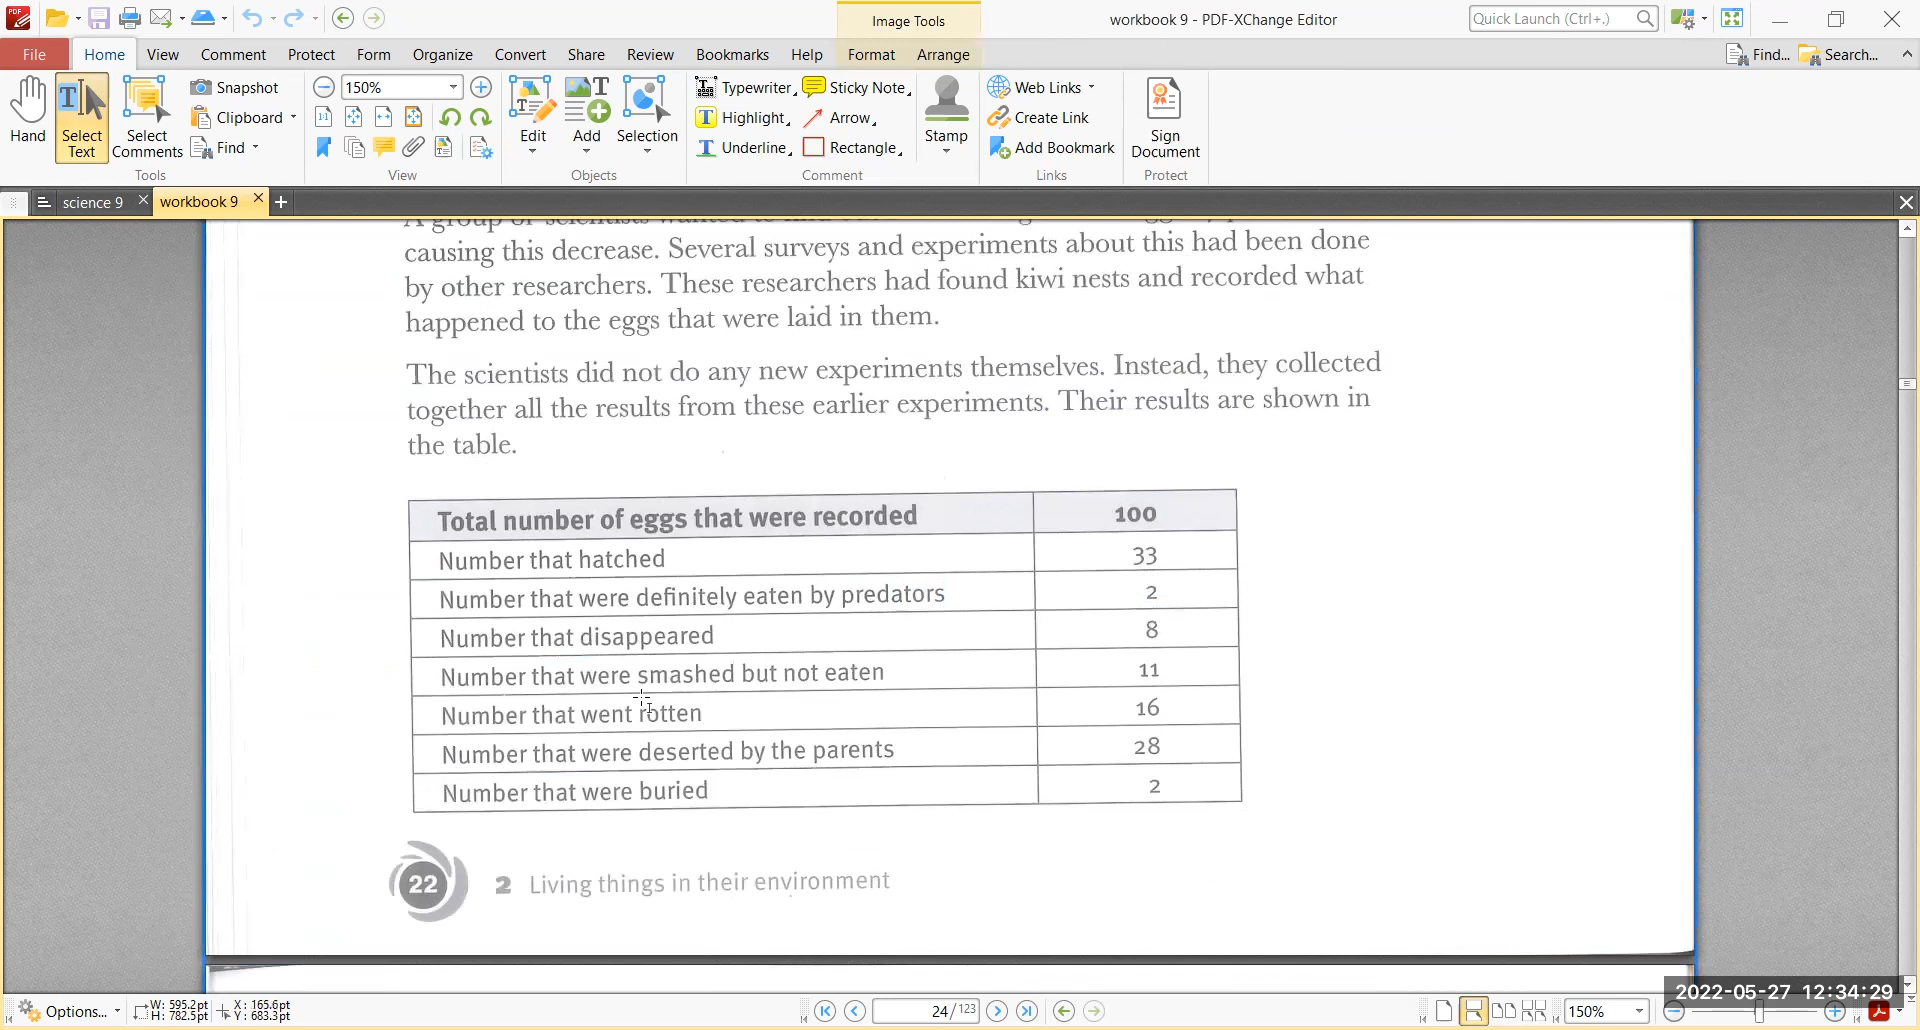 PDF
Image Tools
workbook 9 - PDF-XChange Editor
Quick Launch (Ctrl+.)
File Home View Comment Protect Form Organize Convert Share Review Bookmarks Help Format Arrange
Find... Search...
Hand
Select Text
Select Comments
Snapshot
Clipboard
Find
Tools
150%
View
Edit
Add
Selection
Objects
Typewriter
Highlight
Underline
Sticky Note
Arrow
Rectangle
Stamp
Comment
Web Links
Create Link
Add Bookmark
Links
Sign Document
Protect
science 9 workbook 9
causing this decrease. Several surveys and experiments about this had been done
by other researchers. These researchers had found kiwi nests and recorded what
happened to the eggs that were laid in them.
The scientists did not do any new experiments themselves. Instead, they collected
together all the results from these earlier experiments. Their results are shown in
the table.
Total number of eggs that were recorded 100
Number that hatched 33
Number that were definitely eaten by predators 2
Number that disappeared 8
Number that were smashed but not eaten 11
Number that went rotten 16
Number that were deserted by the parents 28
Number that were buried 2
22 2 Living things in their environment
2022-05-27 12:34:29
Options...
W: 595.2pt
H: 782.5pt
X: 165.6pt
Y: 683.3pt
24 / 123
150%